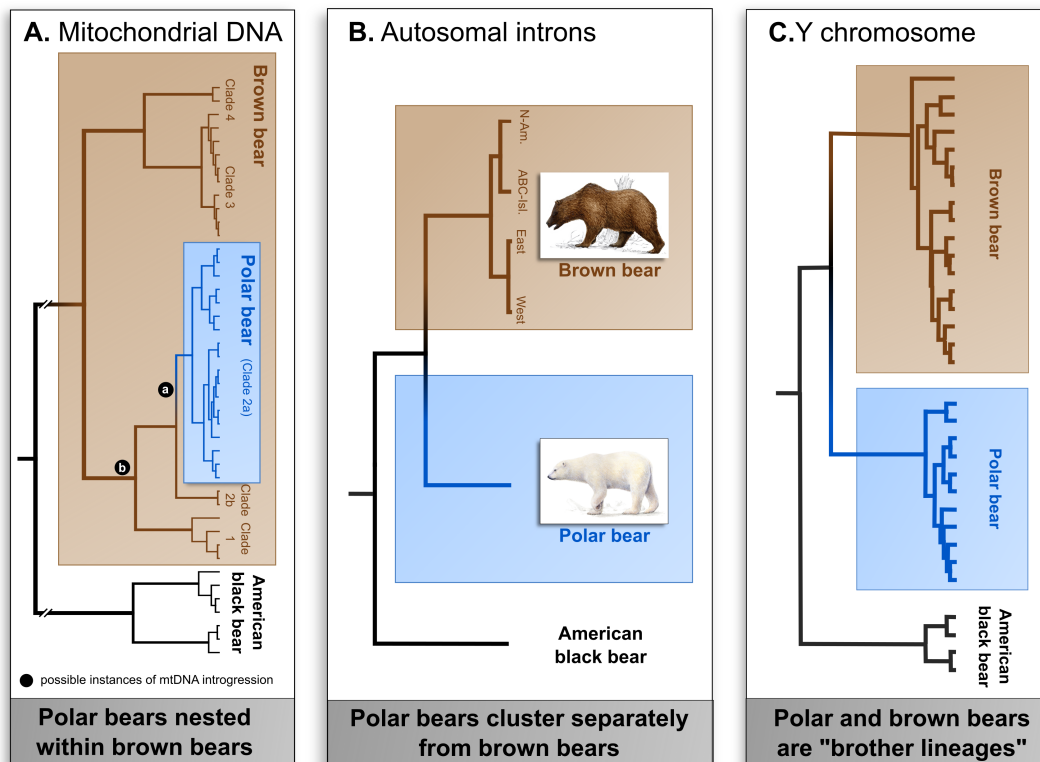 A. Mitochondrial DNA
Brown bear
Clade 4
Clade 3
Polar bear
(Clade 2a)
a
b
Clade
2b
Clade
1
American
black bear
possible instances of mtDNA introgression
Polar bears nested
within brown bears
B. Autosomal introns
N-Am.
ABC-Isl.
East
West
Brown bear
Polar bear
American
black bear
Polar bears cluster separately
from brown bears
C.Y chromosome
Brown bear
Polar bear
American
black bear
Polar and brown bears
are "brother lineages"